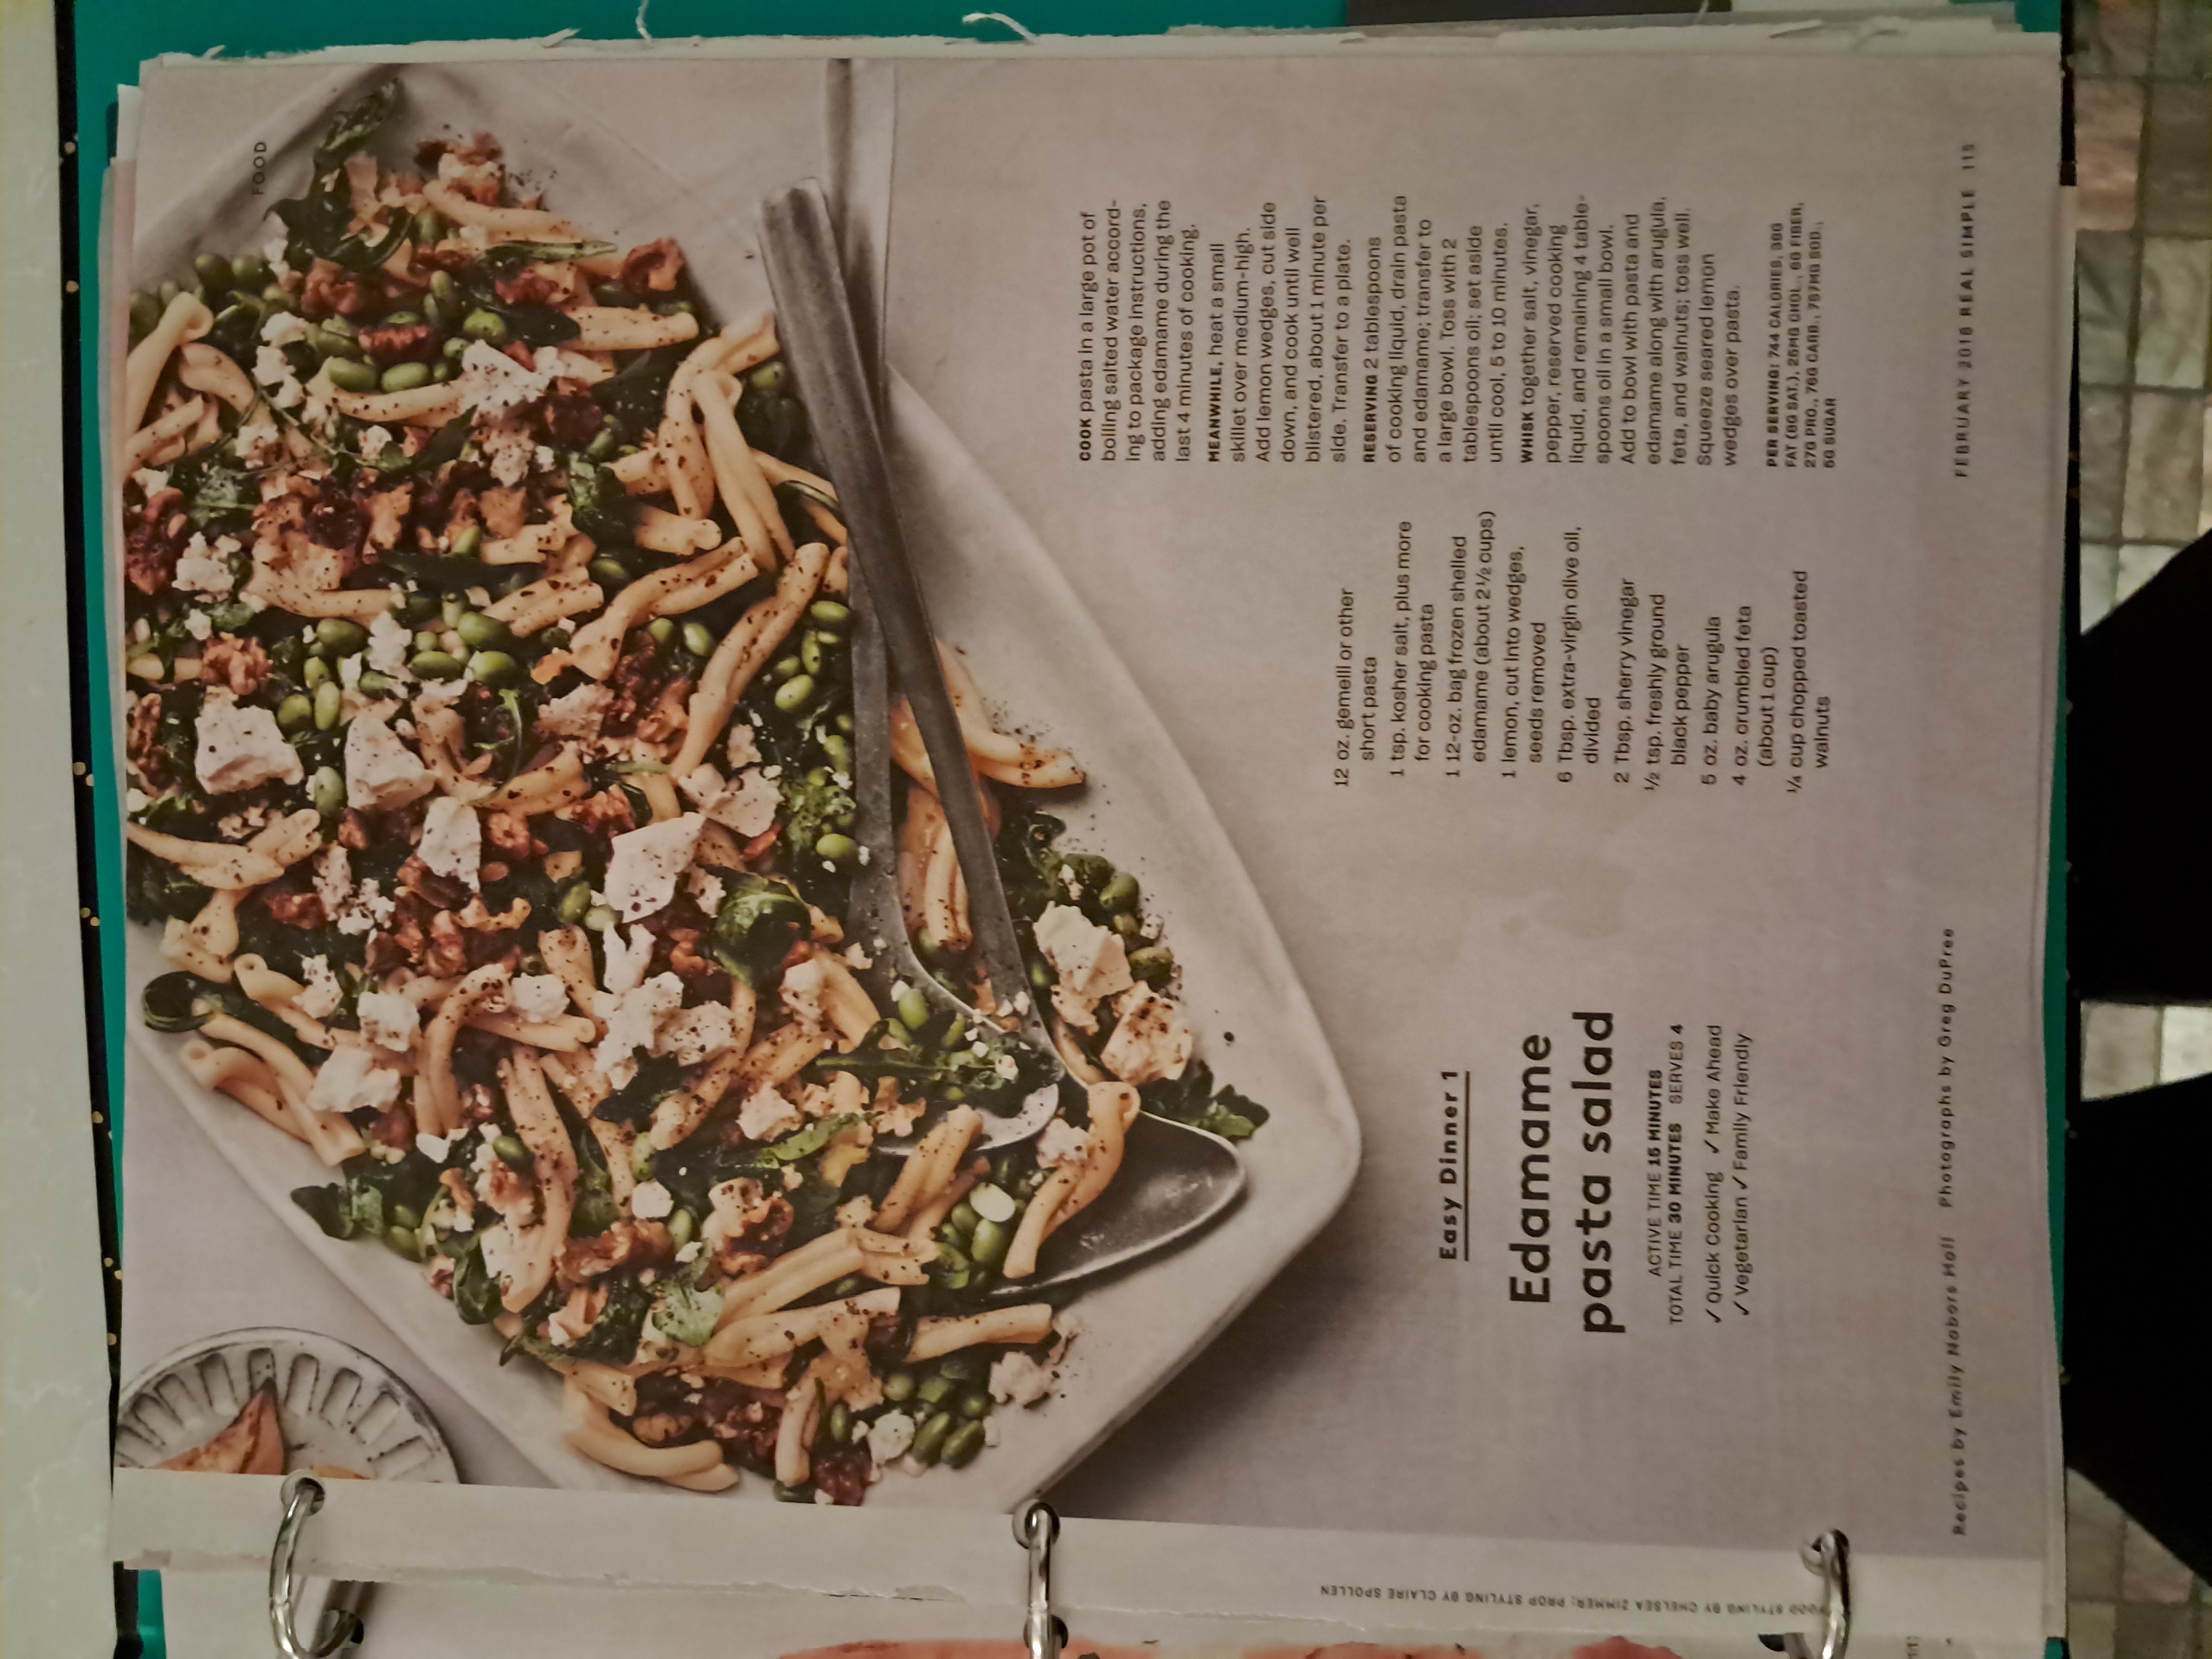 FOOD
Easy Dinner 1
Edamame
pasta salad
ACTIVE TIME 15 MINUTES
TOTAL TIME 30 MINUTES SERVES 4
✓ Quick Cooking ✓ Make Ahead
✓ Vegetarian ✓ Family Friendly
12 oz. gemelli or other
short pasta
1 tsp. kosher salt, plus more
for cooking pasta
1 12-oz. bag frozen shelled
edamame (about 2½ cups)
1 lemon, cut into wedges,
seeds removed
6 Tbsp. extra-virgin olive oil,
divided
2 Tbsp. sherry vinegar
½ tsp. freshly ground
black pepper
5 oz. baby arugula
4 oz. crumbled feta
(about 1 cup)
¼ cup chopped toasted
walnuts
COOK pasta in a large pot of
boiling salted water accord-
ing to package instructions,
adding edamame during the
last 4 minutes of cooking.
MEANWHILE, heat a small
skillet over medium-high.
Add lemon wedges, cut side
down, and cook until well
blistered, about 1 minute per
side. Transfer to a plate.
RESERVING 2 tablespoons
of cooking liquid, drain pasta
and edamame; transfer to
a large bowl. Toss with 2
tablespoons oil; set aside
until cool, 5 to 10 minutes.
WHISK together salt, vinegar,
pepper, reserved cooking
liquid, and remaining 4 table-
spoons oil in a small bowl.
Add to bowl with pasta and
edamame along with arugula,
feta, and walnuts; toss well.
Squeeze seared lemon
wedges over pasta.
PER SERVING: 744 CALORIES,
FAT (8G SAT.), 25MG CHOL., 6G FIBER,
27G PRO., 76G CARB., 757MG SOD.,
5G SUGAR
FOOD STYLING BY CHELSEA ZIMMER; PROP STYLING BY CLAIRE SPOLLEN
Recipes by Emily Nabors Hall Photographs by Greg DuPree
FEBRUARY 2018 REAL SIMPLE